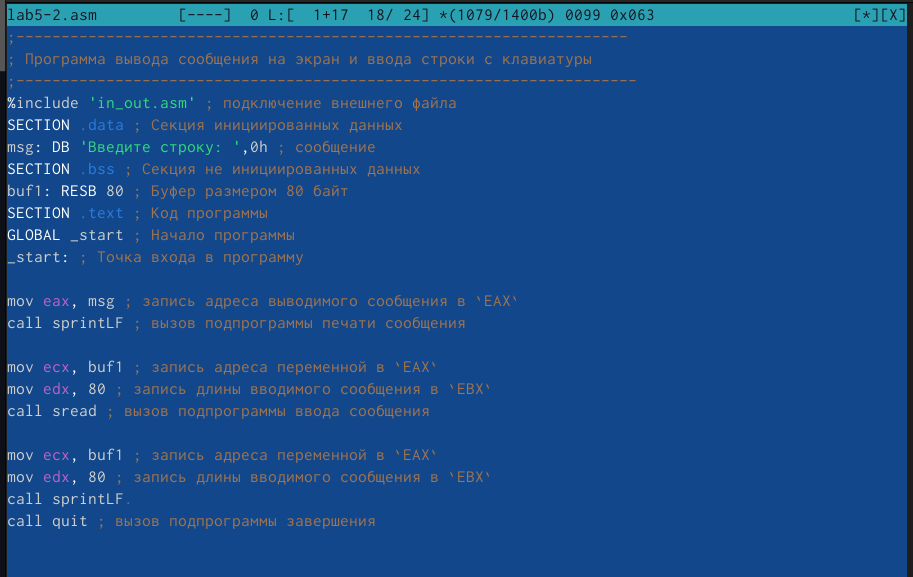 lab5-2.asm [----] 0 L:[ 1+17 18/ 24] *(1079/1400b) 0099 0x063 [*][X]
;--------------------------------------------------------------------
; Программа вывода сообщения на экран и ввода строки с клавиатуры
;---------------------------------------------------------------------
%include 'in_out.asm' ; подключение внешнего файла
SECTION .data ; Секция инициированных данных
msg: DB 'Введите строку: ',0h ; сообщение
SECTION .bss ; Секция не инициированных данных
buf1: RESB 80 ; Буфер размером 80 байт
SECTION .text ; Код программы
GLOBAL _start ; Начало программы
_start: ; Точка входа в программу
mov eax, msg ; запись адреса выводимого сообщения в `EAX`
call sprintLF ; вызов подпрограммы печати сообщения
mov ecx, buf1 ; запись адреса переменной в `EAX`
mov edx, 80 ; запись длины вводимого сообщения в `EBX`
call sread ; вызов подпрограммы ввода сообщения
mov ecx, buf1 ; запись адреса переменной в `EAX`
mov edx, 80 ; запись длины вводимого сообщения в `EBX`
call sprintLF.
call quit ; вызов подпрограммы завершения